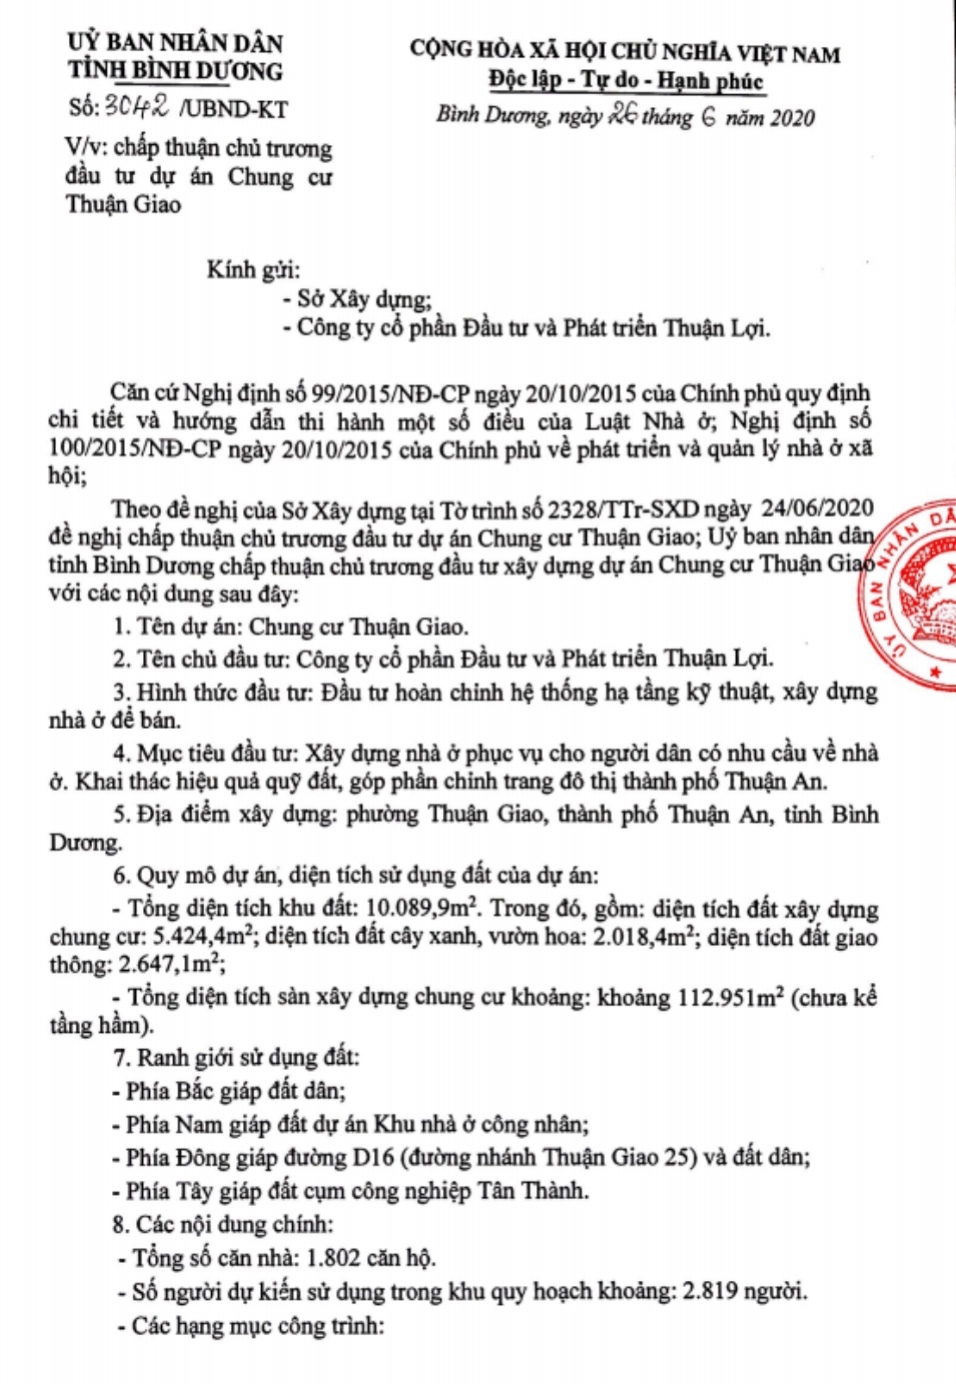 UỶ BAN NHÂN DÂN
TỈNH BÌNH DƯƠNG
Số: 3042 /UBND-KT
V/v: chấp thuận chủ trương
đầu tư dự án Chung cư
Thuận Giao
CỘNG HÒA XÃ HỘI CHỦ NGHĨA VIỆT NAM
Độc lập - Tự do - Hạnh phúc
Bình Dương, ngày 26 tháng 6 năm 2020
Kính gửi:
- Sở Xây dựng;
- Công ty cổ phần Đầu tư và Phát triển Thuận Lợi.
Căn cứ Nghị định số 99/2015/NĐ-CP ngày 20/10/2015 của Chính phủ quy định
chi tiết và hướng dẫn thi hành một số điều của Luật Nhà ở; Nghị định số
100/2015/NĐ-CP ngày 20/10/2015 của Chính phủ về phát triển và quản lý nhà ở xã
hội;
Theo đề nghị của Sở Xây dựng tại Tờ trình số 2328/TTr-SXD ngày 24/06/2020
đề nghị chấp thuận chủ trương đầu tư dự án Chung cư Thuận Giao; Uỷ ban nhân dân
tỉnh Bình Dương chấp thuận chủ trương đầu tư xây dựng dự án Chung cư Thuận Giao
với các nội dung sau đây:
1. Tên dự án: Chung cư Thuận Giao.
2. Tên chủ đầu tư: Công ty cổ phần Đầu tư và Phát triển Thuận Lợi.
3. Hình thức đầu tư: Đầu tư hoàn chỉnh hệ thống hạ tầng kỹ thuật, xây dựng
nhà ở để bán.
4. Mục tiêu đầu tư: Xây dựng nhà ở phục vụ cho người dân có nhu cầu về nhà
ở. Khai thác hiệu quả quỹ đất, góp phần chỉnh trang đô thị thành phố Thuận An.
5. Địa điểm xây dựng: phường Thuận Giao, thành phố Thuận An, tỉnh Bình
Dương.
6. Quy mô dự án, diện tích sử dụng đất của dự án:
- Tổng diện tích khu đất: 10.089,9m². Trong đó, gồm: diện tích đất xây dựng
chung cư: 5.424,4m²; diện tích đất cây xanh, vườn hoa: 2.018,4m²; diện tích đất giao
thông: 2.647,1m²;
- Tổng diện tích sàn xây dựng chung cư khoảng: khoảng 112.951m² (chưa kể
tầng hầm).
7. Ranh giới sử dụng đất:
- Phía Bắc giáp đất dân;
- Phía Nam giáp đất dự án Khu nhà ở công nhân;
- Phía Đông giáp đường D16 (đường nhánh Thuận Giao 25) và đất dân;
- Phía Tây giáp đất cụm công nghiệp Tân Thành.
8. Các nội dung chính:
- Tổng số căn nhà: 1.802 căn hộ.
- Số người dự kiến sử dụng trong khu quy hoạch khoảng: 2.819 người.
- Các hạng mục công trình:
ỦY BAN NHÂN DÂ